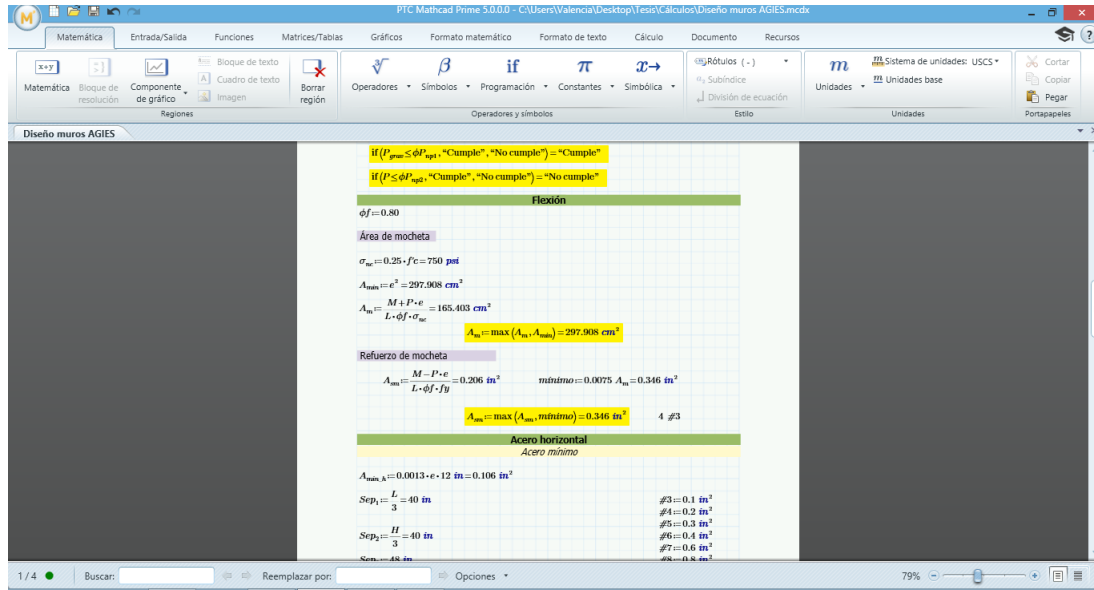 PTC Mathcad Prime 5.0.0.0 - C:\Users\Valencia\Desktop\Tesis\Cálculos\Diseño muros AGIES.mcdx
Matemática Entrada/Salida Funciones Matrices/Tablas Gráficos Formato matemático Formato de texto Cálculo Documento Recursos
Matemática
Bloque de resolución
Componente de gráfico
Bloque de texto
Cuadro de texto
Imagen
Borrar región
Regiones
Operadores
β Símbolos
if Programación
π Constantes
x→ Simbólica
Operadores y símbolos
Rótulos ( - )
Subíndice
División de ecuación
Estilo
m Unidades
Sistema de unidades: USCS
Unidades base
Unidades
Cortar
Copiar
Pegar
Portapapeles
Diseño muros AGIES
if(P_grav≤ϕP_np1, “Cumple”, “No cumple”)=“Cumple”
if(P≤ϕP_np2, “Cumple”, “No cumple”)=“No cumple”
Flexión
ϕf:=0.80
Área de mocheta
σ_nc:=0.25·f'c=750 psi
A_min:=e²=297.908 cm²
A_m:=(M+P·e)/(L·ϕf·σ_nc)=165.403 cm²
A_m:=max(A_m, A_min)=297.908 cm²
Refuerzo de mocheta
A_sm:=(M−P·e)/(L·ϕf·fy)=0.206 in² mínimo:=0.0075 A_m=0.346 in²
A_sm:=max(A_sm, mínimo)=0.346 in² 4 #3
Acero horizontal
Acero mínimo
A_min_h:=0.0013·e·12 in=0.106 in²
Sep₁:=L/3=40 in #3:=0.1 in²
#4:=0.2 in²
#5:=0.3 in²
Sep₂:=H/3=40 in #6:=0.4 in²
#7:=0.6 in²
:=48 in #8:=0.8 in²
1/4 Buscar: Reemplazar por: Opciones 79%